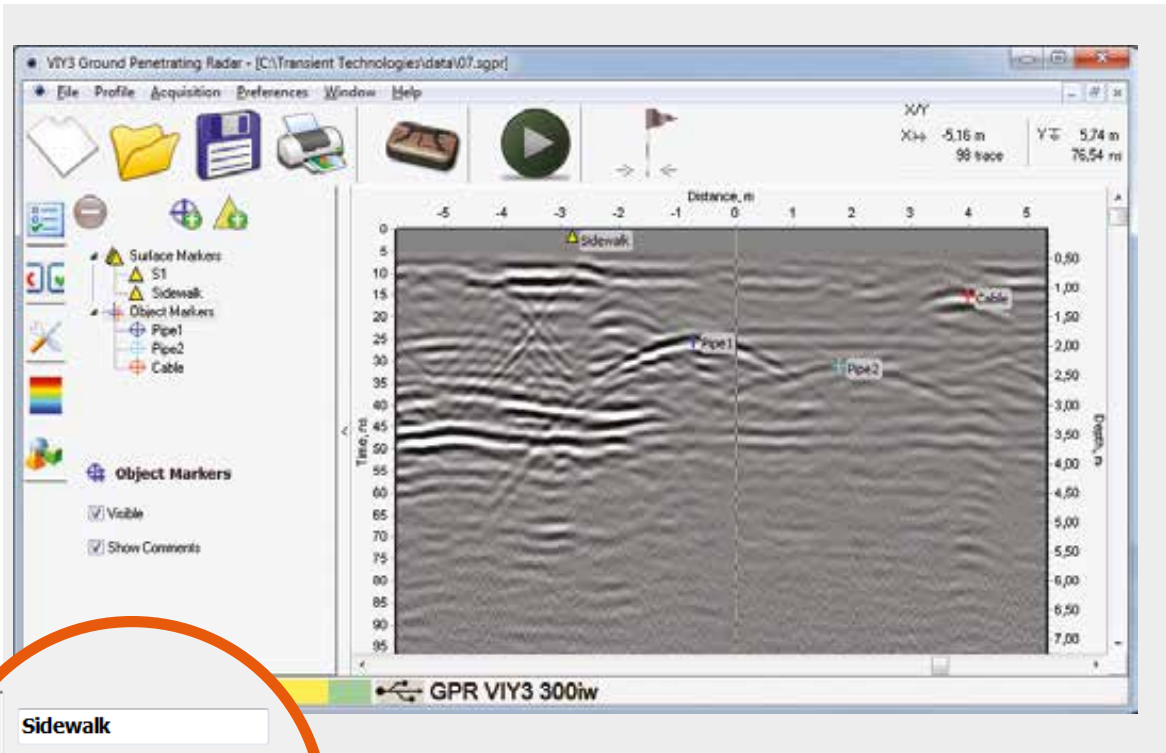 VIY3 Ground Penetrating Radar - [C:\Transient Technologies\data\07.sgpr]
File Profile Acquisition Preferences Window Help
X/Y
X -5,16 m Y 5,74 m
98 trace 76,54 ns
Distance, m
-5 -4 -3 -2 -1 0 1 2 3 4 5
Surface Markers
S1
Sidewalk
Object Markers
Pipe1
Pipe2
Cable
Object Markers
Visible
Show Comments
Time, ns
0
5
10
15
20
25
30
35
40
45
50
55
60
65
70
75
80
85
90
95
Sidewalk
Cable
Pipe1
Pipe2
0,50
1,00
1,50
2,00
2,50
3,00
3,50
4,00
4,50
5,00
5,50
6,00
6,50
7,00
Depth, m
GPR VIY3 300iw
Sidewalk